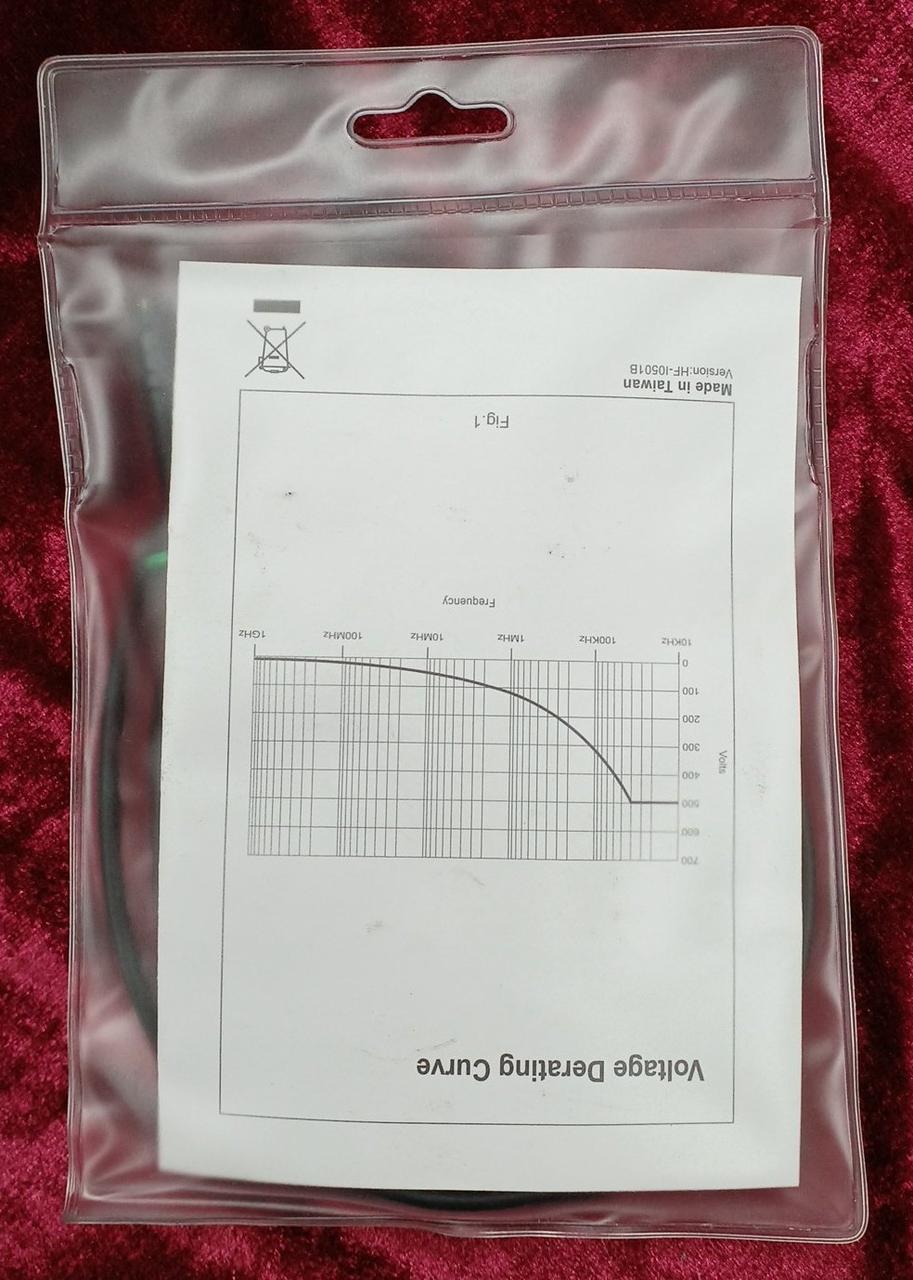 Voltage Derating Curve
700
600
500
400
300
200
100
0
Volts
10KHz 100KHz 1MHz 10MHz 100MHz 1GHz
Frequency
Fig.1
Made in Taiwan
Version:HF-I0501B